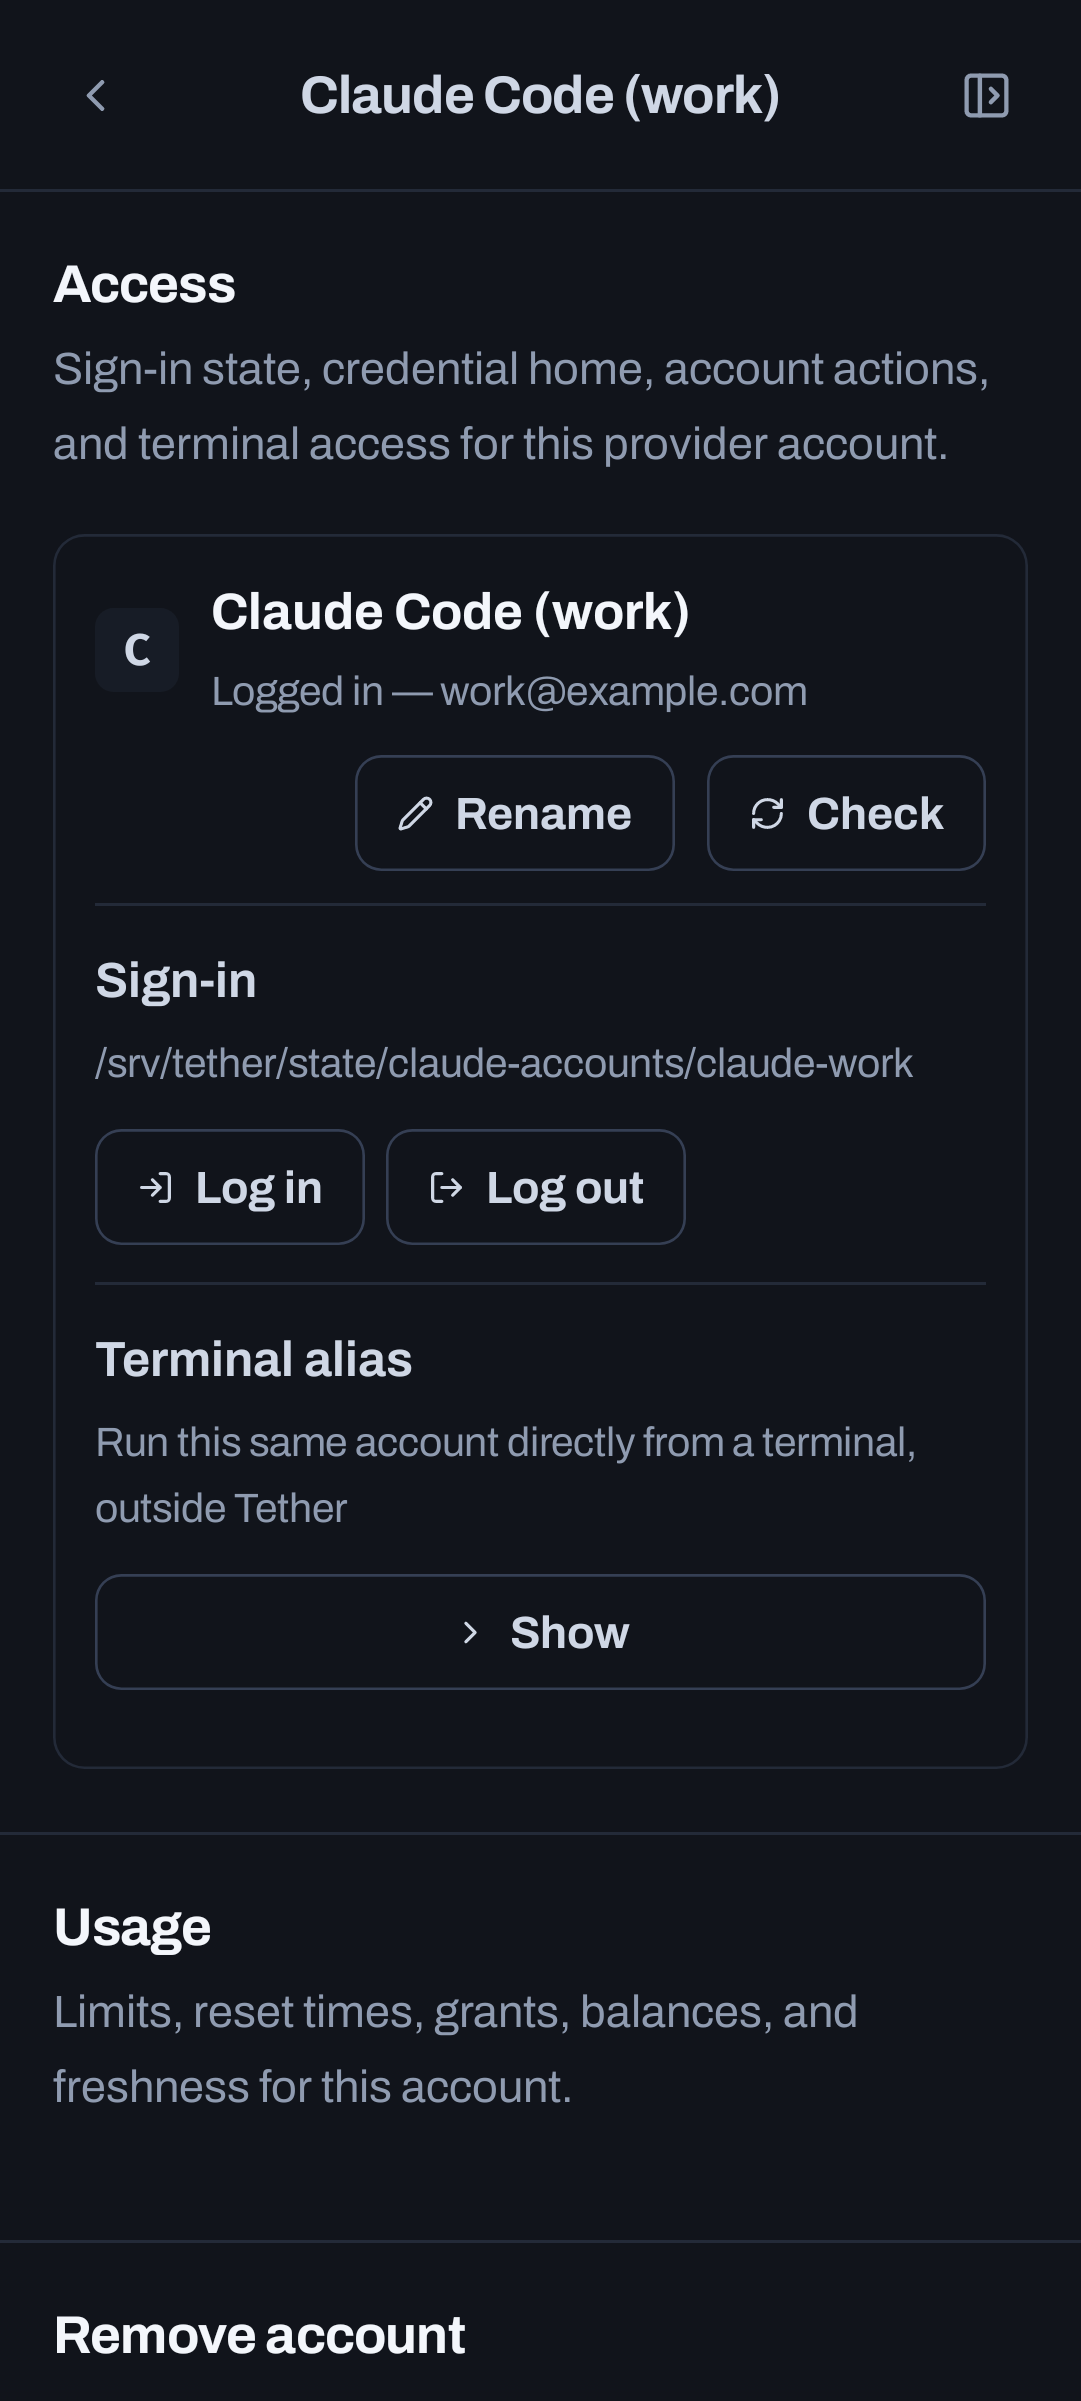 Claude Code (work)
Access
Sign-in state, credential home, account actions,
and terminal access for this provider account.
C
Claude Code (work)
Logged in — work@example.com
Rename
Check
Sign-in
/srv/tether/state/claude-accounts/claude-work
Log in
Log out
Terminal alias
Run this same account directly from a terminal,
outside Tether
Show
Usage
Limits, reset times, grants, balances, and
freshness for this account.
Remove account